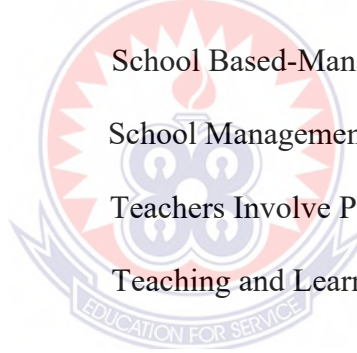 School Based-Man
School Managemen
Teachers Involve P
Teaching and Learn
EDUCATION FOR SERVICE